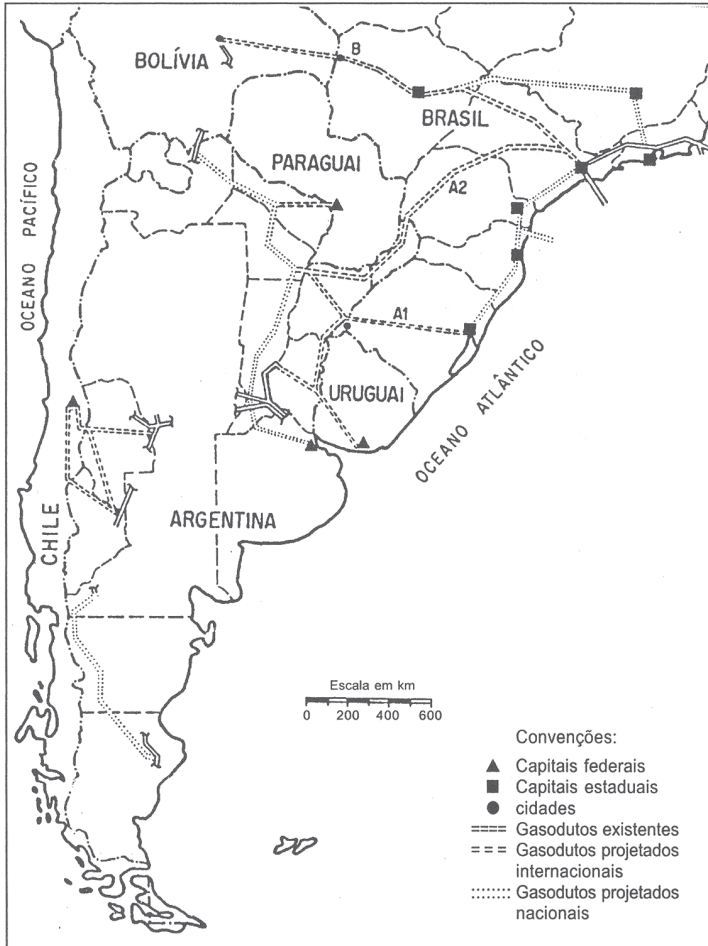 B
BOLÍVIA
BRASIL
PARAGUAI
A2
OCEANO PACÍFICO
A1
URUGUAI
OCEANO ATLÂNTICO
CHILE
ARGENTINA
Escala em km
0 200 400 600
Convenções:
Capitais federais
Capitais estaduais
cidades
Gasodutos existentes
Gasodutos projetados
internacionais
Gasodutos projetados
nacionais